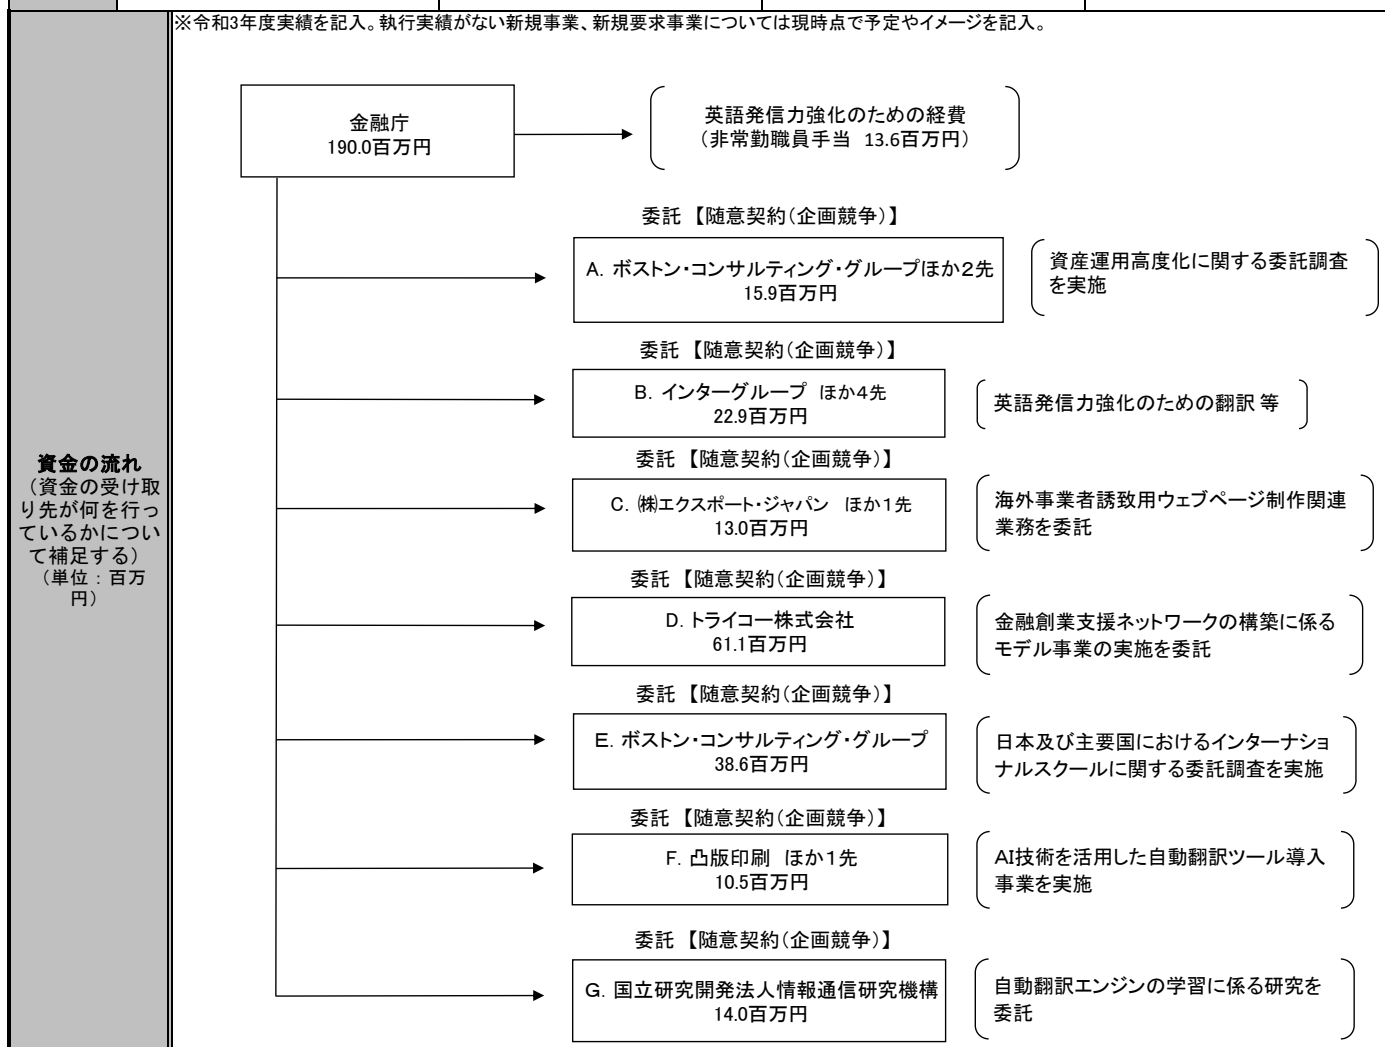 ※令和3年度実績を記入。執行実績がない新規事業、新規要求事業については現時点で予定やイメージを記入。
資金の流れ
（資金の受け取
り先が何を行っ
ているかについ
て補足する）
（単位：百万
円）
金融庁
190.0百万円
英語発信力強化のための経費
（非常勤職員手当 13.6百万円）
委託 【随意契約（企画競争）】
A. ボストン・コンサルティング・グループほか２先
15.9百万円
資産運用高度化に関する委託調査
を実施
委託 【随意契約（企画競争）】
B. インターグループ ほか４先
22.9百万円
英語発信力強化のための翻訳 等
委託 【随意契約（企画競争）】
C. ㈱エクスポート・ジャパン ほか１先
13.0百万円
海外事業者誘致用ウェブページ制作関連
業務を委託
委託 【随意契約（企画競争）】
D. トライコー株式会社
61.1百万円
金融創業支援ネットワークの構築に係る
モデル事業の実施を委託
委託 【随意契約（企画競争）】
E. ボストン・コンサルティング・グループ
38.6百万円
日本及び主要国におけるインターナショ
ナルスクールに関する委託調査を実施
委託 【随意契約（企画競争）】
F. 凸版印刷 ほか１先
10.5百万円
AI技術を活用した自動翻訳ツール導入
事業を実施
委託 【随意契約（企画競争）】
G. 国立研究開発法人情報通信研究機構
14.0百万円
自動翻訳エンジンの学習に係る研究を
委託